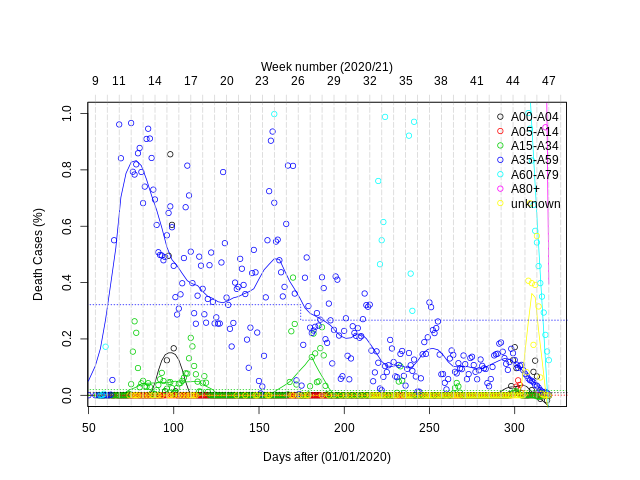 Week number (2020/21)
9 11 14 17 20 23 26 29 32 35 38 41 44 47
Death Cases (%)
1.0
0.8
0.6
0.4
0.2
0.0
A00-A04
A05-A14
A15-A34
A35-A59
A60-A79
A80+
unknown
50 100 150 200 250 300
Days after (01/01/2020)